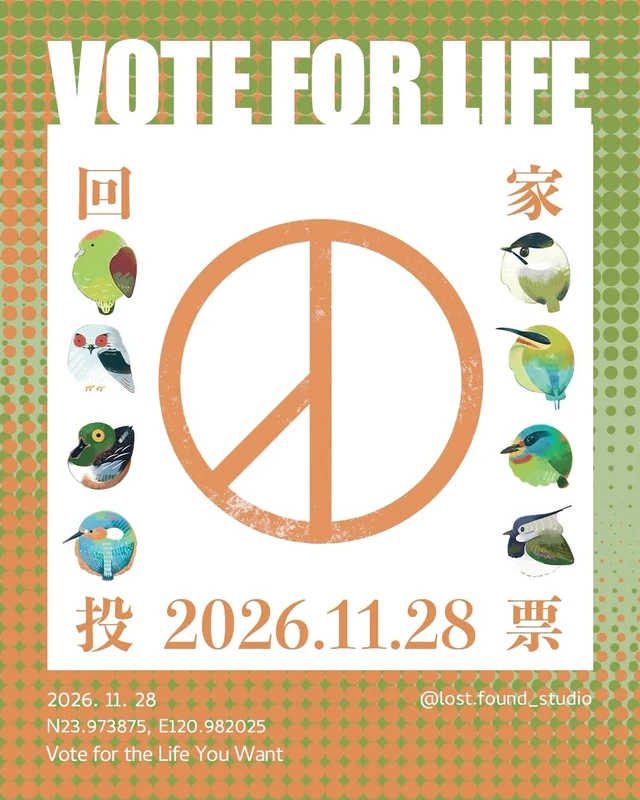 VOTE FOR LIFE
回 家
投 2026.11.28 票
2026. 11. 28
@lost.found_studio
N23.973875, E120.982025
Vote for the Life You Want